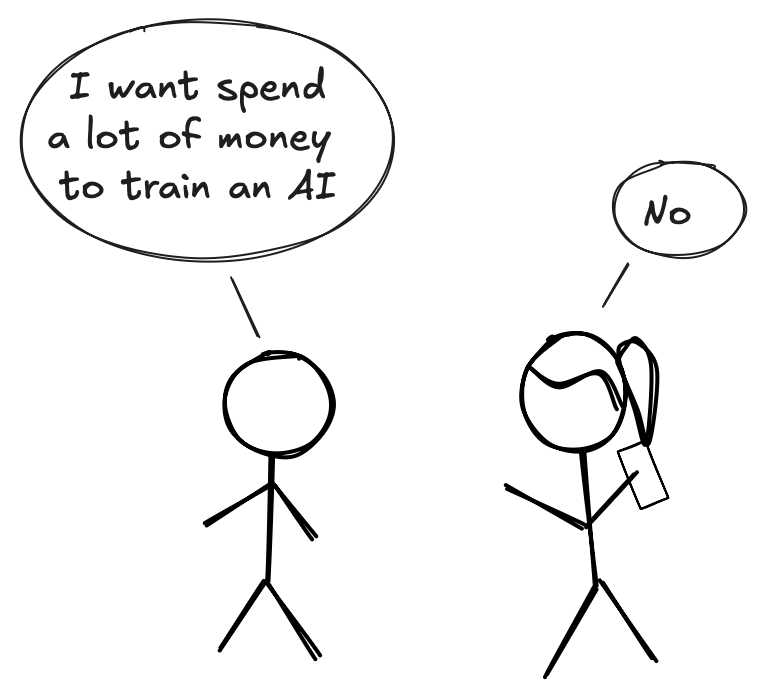 I want spend
a lot of money
to train an AI
No